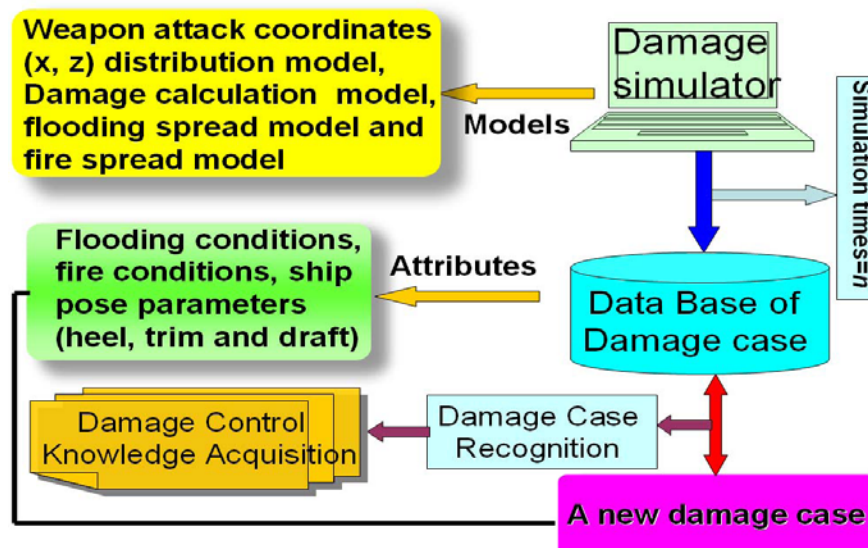 Weapon attack coordinates
(x, z) distribution model,
Damage calculation model,
flooding spread model and
fire spread model
Models
Damage
simulator
Simulation times=n
Flooding conditions,
fire conditions, ship
pose parameters
(heel, trim and draft)
Attributes
Data Base of
Damage case
Damage Control
Knowledge Acquisition
Damage Case
Recognition
A new damage case